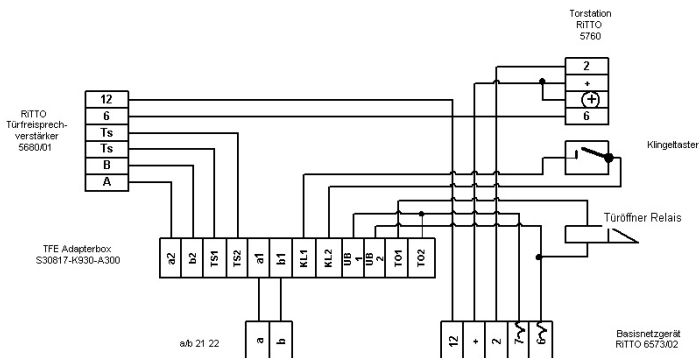 Torstation
RiTTO
5760
2
+
+
6
12
6
Ts
Ts
B
A
RiTTO
Türfreisprech-
verstärker
5680/01
Klingeltaster
Türöffner Relais
TFE Adapterbox
S30817-K930-A300
a2
b2
TS1
TS2
a1
b1
KL1
KL2
UB 1
UB 2
TO1
TO2
a/b 21 22
a
b
12
+
2
7~
6~
Basisnetzgerät
RiTTO 6573/02